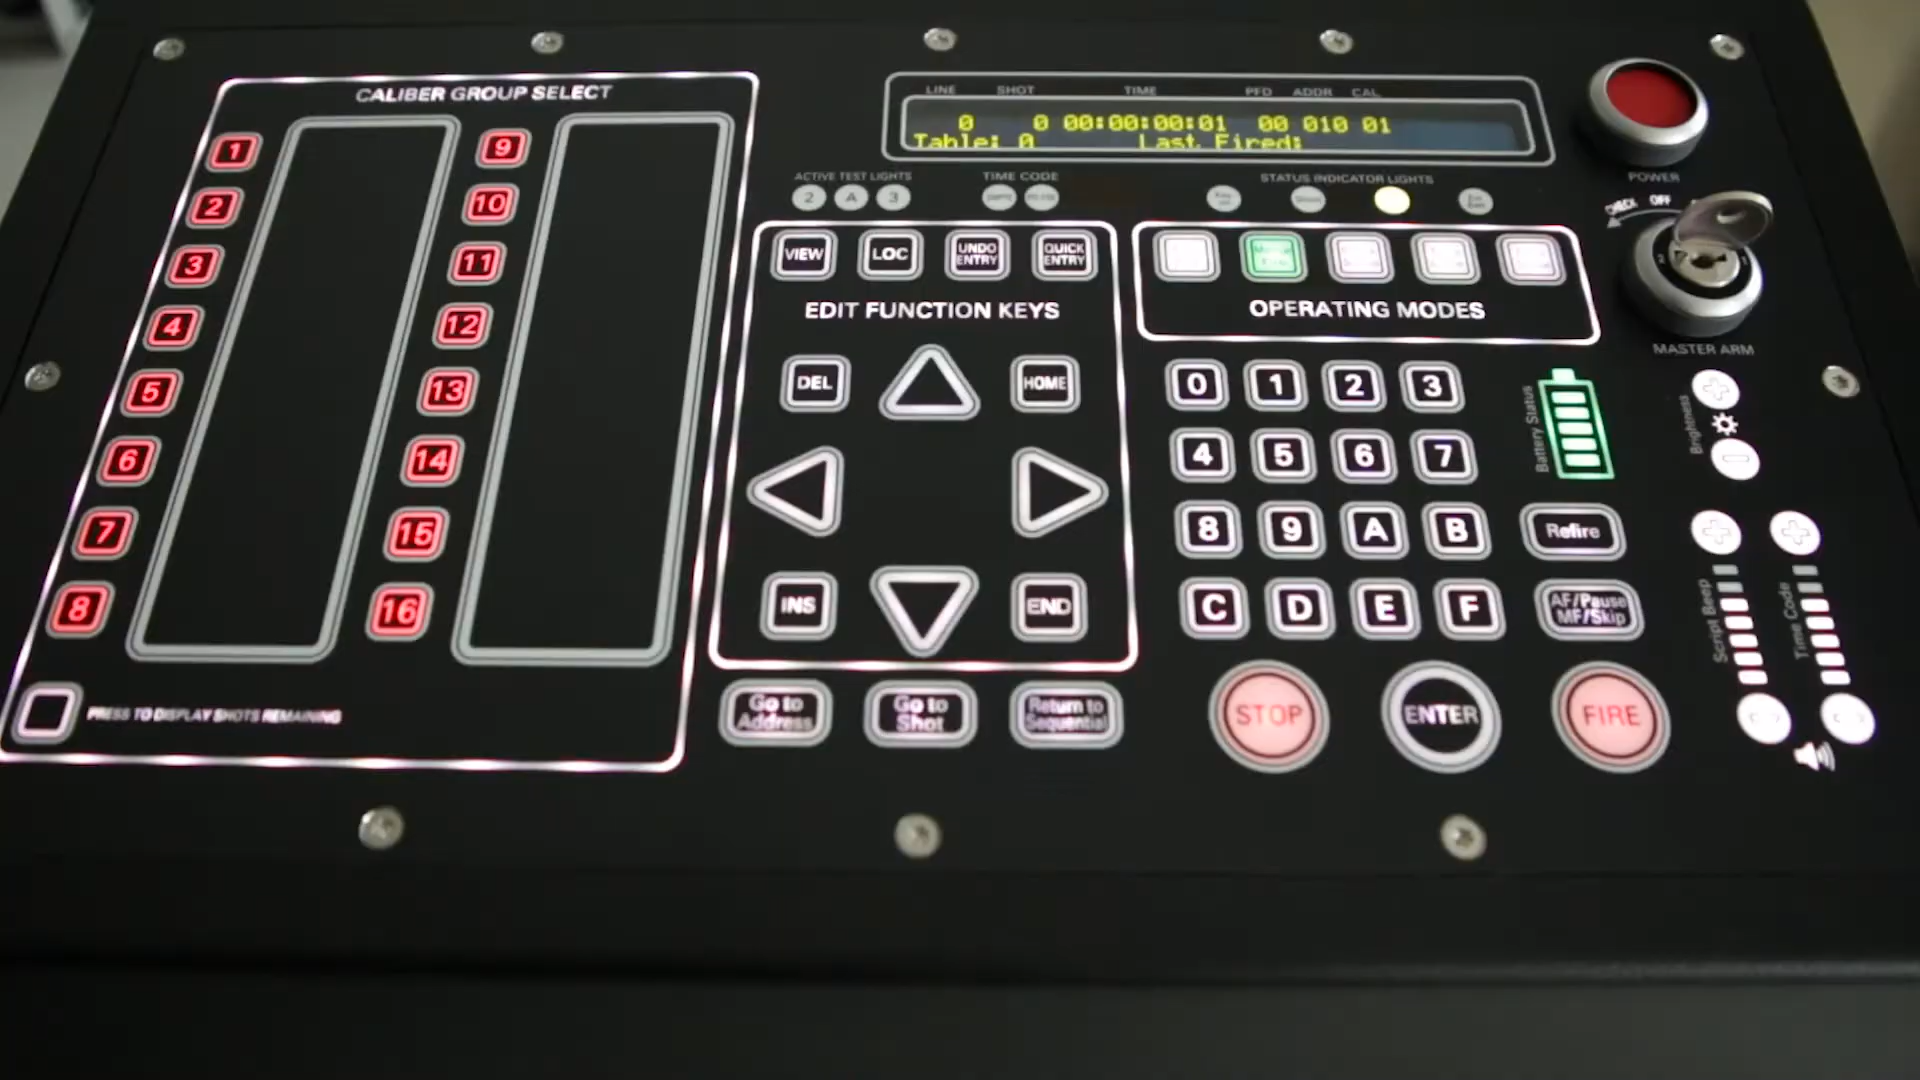 CALIBER GROUP SELECT
1
2
3
4
5
6
7
8
9
10
11
12
13
14
15
16
PRESS TO DISPLAY SHOTS REMAINING
LINE SHOT TIME PFD ADDR CAL
0 0 00:00:00:01 00 010 01
Table: 0 Last Fired:
ACTIVE TEST LIGHTS
2 A 3
TIME CODE
STATUS INDICATOR LIGHTS
VIEW
LOC
UNDO
ENTRY
QUICK
ENTRY
EDIT FUNCTION KEYS
DEL
HOME
INS
END
Go to
Address
Go to
Shot
Return to
Sequential
OPERATING MODES
0 1 2 3
4 5 6 7
8 9 A B
C D E F
Battery Status
Refire
AF/Pause
MF/Skip
STOP
ENTER
FIRE
POWER
CHECK OFF
MASTER ARM
Brightness
Script Beep
Time Code